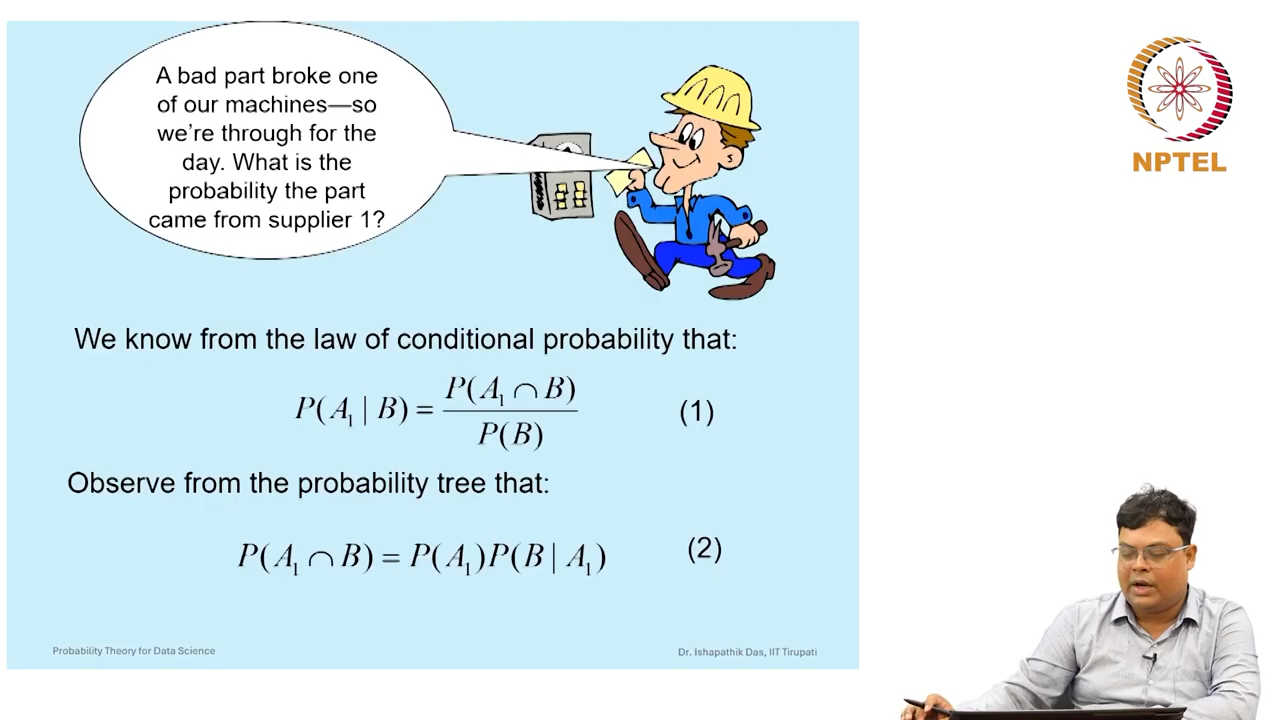 A bad part broke one
of our machines—so
we're through for the
day. What is the
probability the part
came from supplier 1?
NPTEL
We know from the law of conditional probability that:
P(A₁ | B) = P(A₁ ∩ B) / P(B) (1)
Observe from the probability tree that:
P(A₁ ∩ B) = P(A₁)P(B | A₁) (2)
Probability Theory for Data Science
Dr. Ishapathik Das, IIT Tirupati